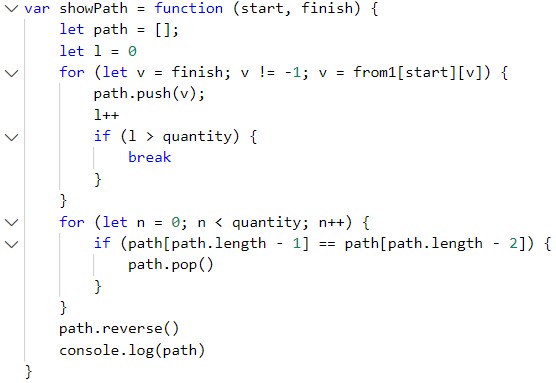 var showPath = function (start, finish) {
    let path = [];
    let l = 0
    for (let v = finish; v != -1; v = from1[start][v]) {
        path.push(v);
        l++
        if (l > quantity) {
            break
        }
    }
    for (let n = 0; n < quantity; n++) {
        if (path[path.length - 1] == path[path.length - 2]) {
            path.pop()
        }
    }
    path.reverse()
    console.log(path)
}